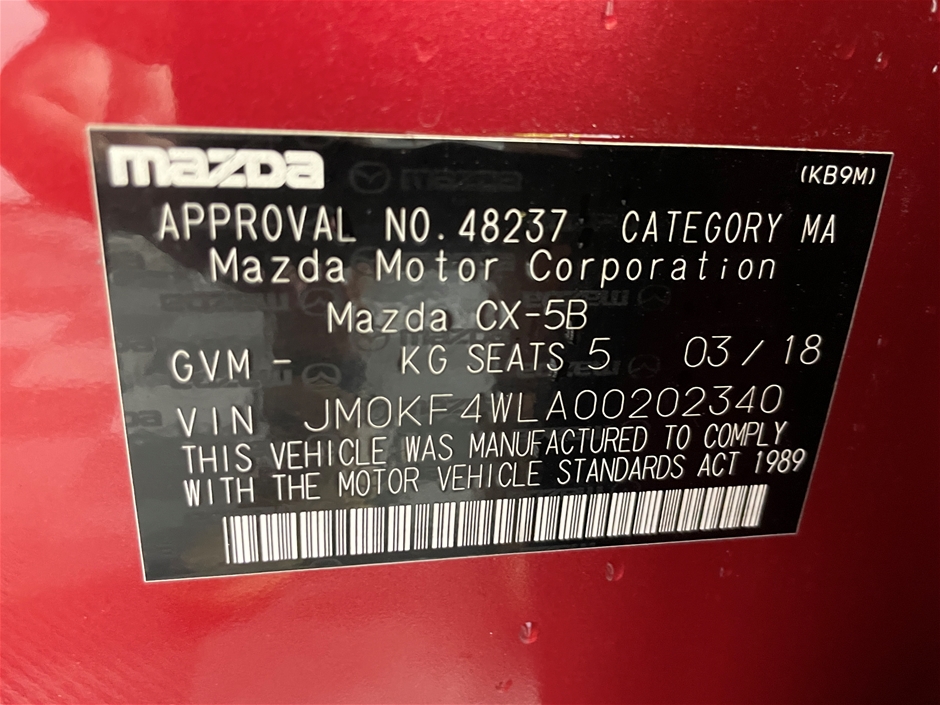 mazda (KB9M)
APPROVAL NO. 48237 CATEGORY MA
Mazda Motor Corporation
Mazda CX-5B
GVM - KG SEATS 5 03/18
VIN JM0KF4WLA00202340
THIS VEHICLE WAS MANUFACTURED TO COMPLY
WITH THE MOTOR VEHICLE STANDARDS ACT 1989